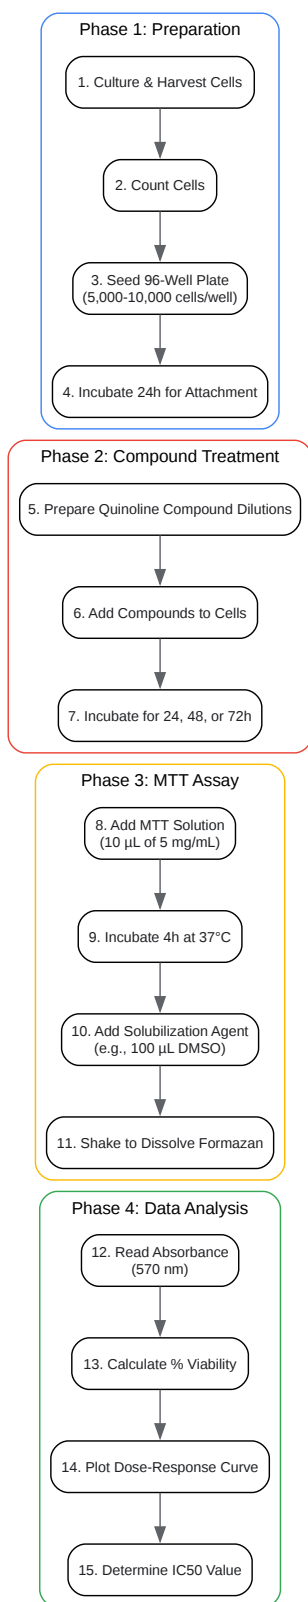 Phase 1: Preparation
1. Culture & Harvest Cells
2. Count Cells
3. Seed 96-Well Plate
(5,000-10,000 cells/well)
4. Incubate 24h for Attachment
Phase 2: Compound Treatment
5. Prepare Quinoline Compound Dilutions
6. Add Compounds to Cells
7. Incubate for 24, 48, or 72h
Phase 3: MTT Assay
8. Add MTT Solution
(10 µL of 5 mg/mL)
9. Incubate 4h at 37°C
10. Add Solubilization Agent
(e.g., 100 µL DMSO)
11. Shake to Dissolve Formazan
Phase 4: Data Analysis
12. Read Absorbance
(570 nm)
13. Calculate % Viability
14. Plot Dose-Response Curve
15. Determine IC50 Value